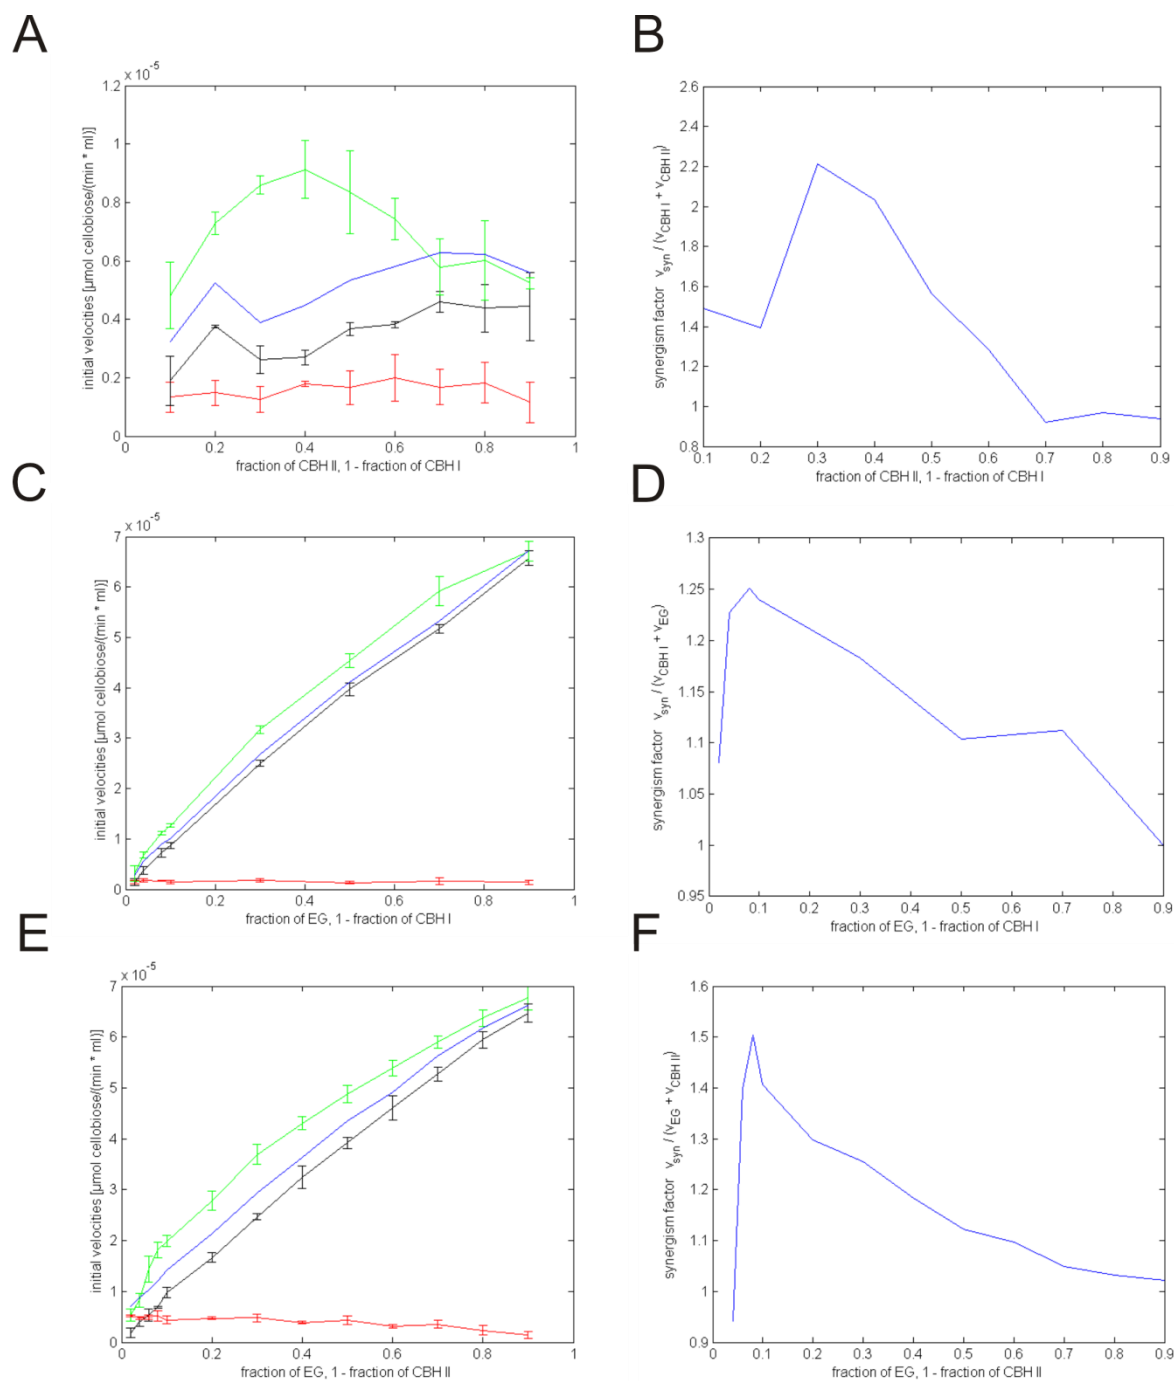 A
x 10⁻⁵
1.2
1
0.8
0.6
0.4
0.2
0
0 0.2 0.4 0.6 0.8 1
initial velocities [µmol cellobiose/(min * ml)]
fraction of CBH II, 1 - fraction of CBH I
B
2.6
2.4
2.2
2
1.8
1.6
1.4
1.2
1
0.8
0.1 0.2 0.3 0.4 0.5 0.6 0.7 0.8 0.9
synergism factor v_syn / (v_CBH I + v_CBH II)
fraction of CBH II, 1 - fraction of CBH I
C
x 10⁻⁵
7
6
5
4
3
2
1
0
0 0.2 0.4 0.6 0.8 1
initial velocities [µmol cellobiose/(min * ml)]
fraction of EG, 1 - fraction of CBH I
D
1.3
1.25
1.2
1.15
1.1
1.05
1
0.95
0.1 0.2 0.3 0.4 0.5 0.6 0.7 0.8 0.9
synergism factor v_syn / (v_CBH I + v_EG)
fraction of EG, 1 - fraction of CBH I
E
x 10⁻⁵
7
6
5
4
3
2
1
0
0 0.2 0.4 0.6 0.8 1
initial velocities [µmol cellobiose/(min * ml)]
fraction of EG, 1 - fraction of CBH II
F
1.6
1.5
1.4
1.3
1.2
1.1
1
0.9
0 0.1 0.2 0.3 0.4 0.5 0.6 0.7 0.8 0.9
synergism factor v_syn / (v_EG + v_CBH II)
fraction of EG, 1 - fraction of CBH II